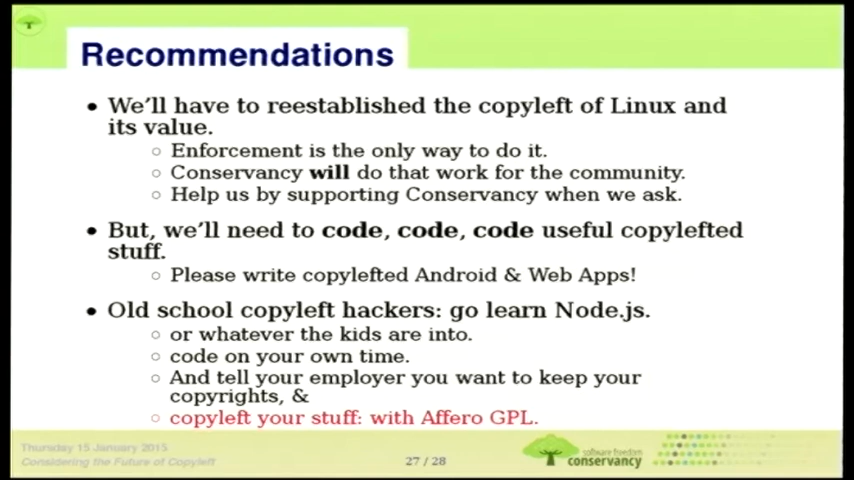 Recommendations
• We'll have to reestablished the copyleft of Linux and
its value.
○ Enforcement is the only way to do it.
○ Conservancy will do that work for the community.
○ Help us by supporting Conservancy when we ask.
• But, we'll need to code, code, code useful copylefted
stuff.
○ Please write copylefted Android & Web Apps!
• Old school copyleft hackers: go learn Node.js.
○ or whatever the kids are into.
○ code on your own time.
○ And tell your employer you want to keep your
copyrights, &
○ copyleft your stuff: with Affero GPL.
Thursday 15 January 2015
Considering the Future of Copyleft
27 / 28
software freedom
conservancy